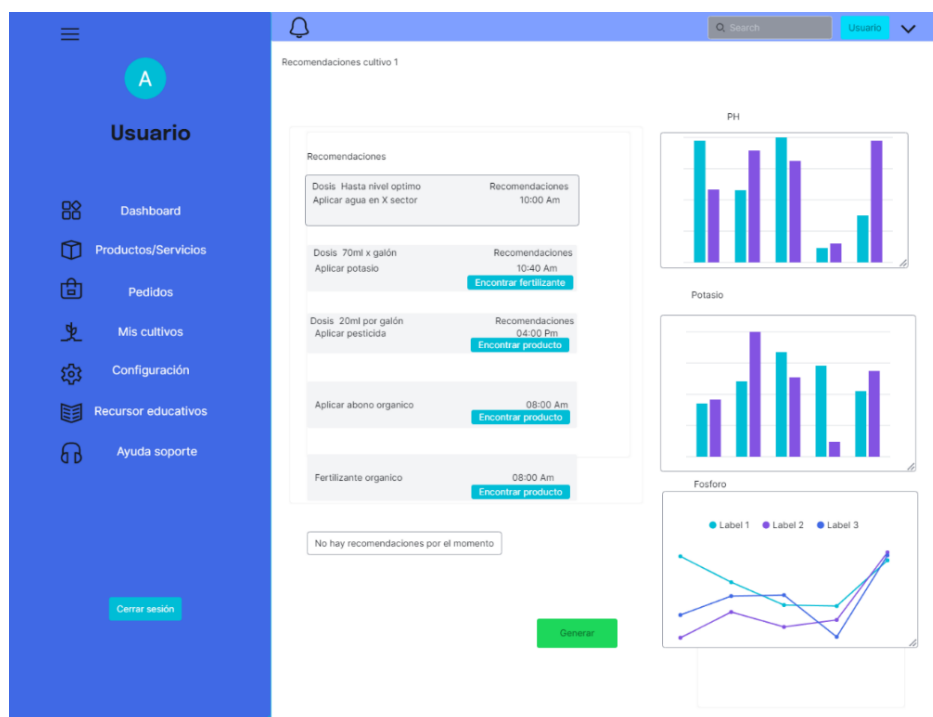 Search
Usuario
A
Usuario
Dashboard
Productos/Servicios
Pedidos
Mis cultivos
Configuración
Recursor educativos
Ayuda soporte
Cerrar sesión
Recomendaciones cultivo 1
Recomendaciones
Dosis Hasta nivel optimo Recomendaciones
Aplicar agua en X sector 10:00 Am
Dosis 70ml x galón Recomendaciones
Aplicar potasio 10:40 Am
Encontrar fertilizante
Dosis 20ml por galón Recomendaciones
Aplicar pesticida 04:00 Pm
Encontrar producto
Aplicar abono organico 08:00 Am
Encontrar producto
Fertilizante organico 08:00 Am
Encontrar producto
No hay recomendaciones por el momento
Generar
PH
Potasio
Fosforo
Label 1 Label 2 Label 3